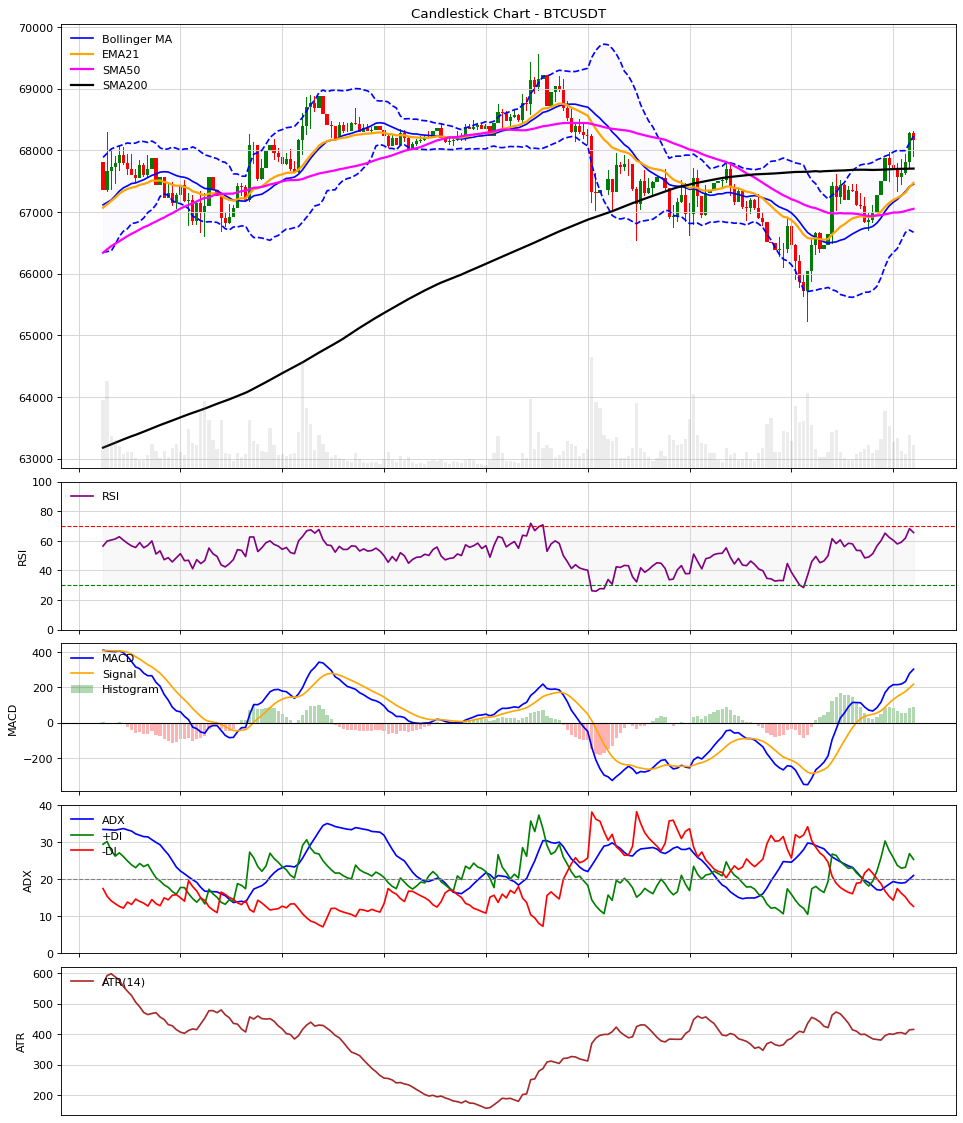 Candlestick Chart - BTCUSDT
70000
69000
68000
67000
66000
65000
64000
63000
Bollinger MA
EMA21
SMA50
SMA200
100
80
60
40
20
0
RSI
RSI
400
200
0
−200
MACD
MACD
Signal
Histogram
40
30
20
10
0
ADX
ADX
+DI
-DI
600
500
400
300
200
ATR
ATR(14)